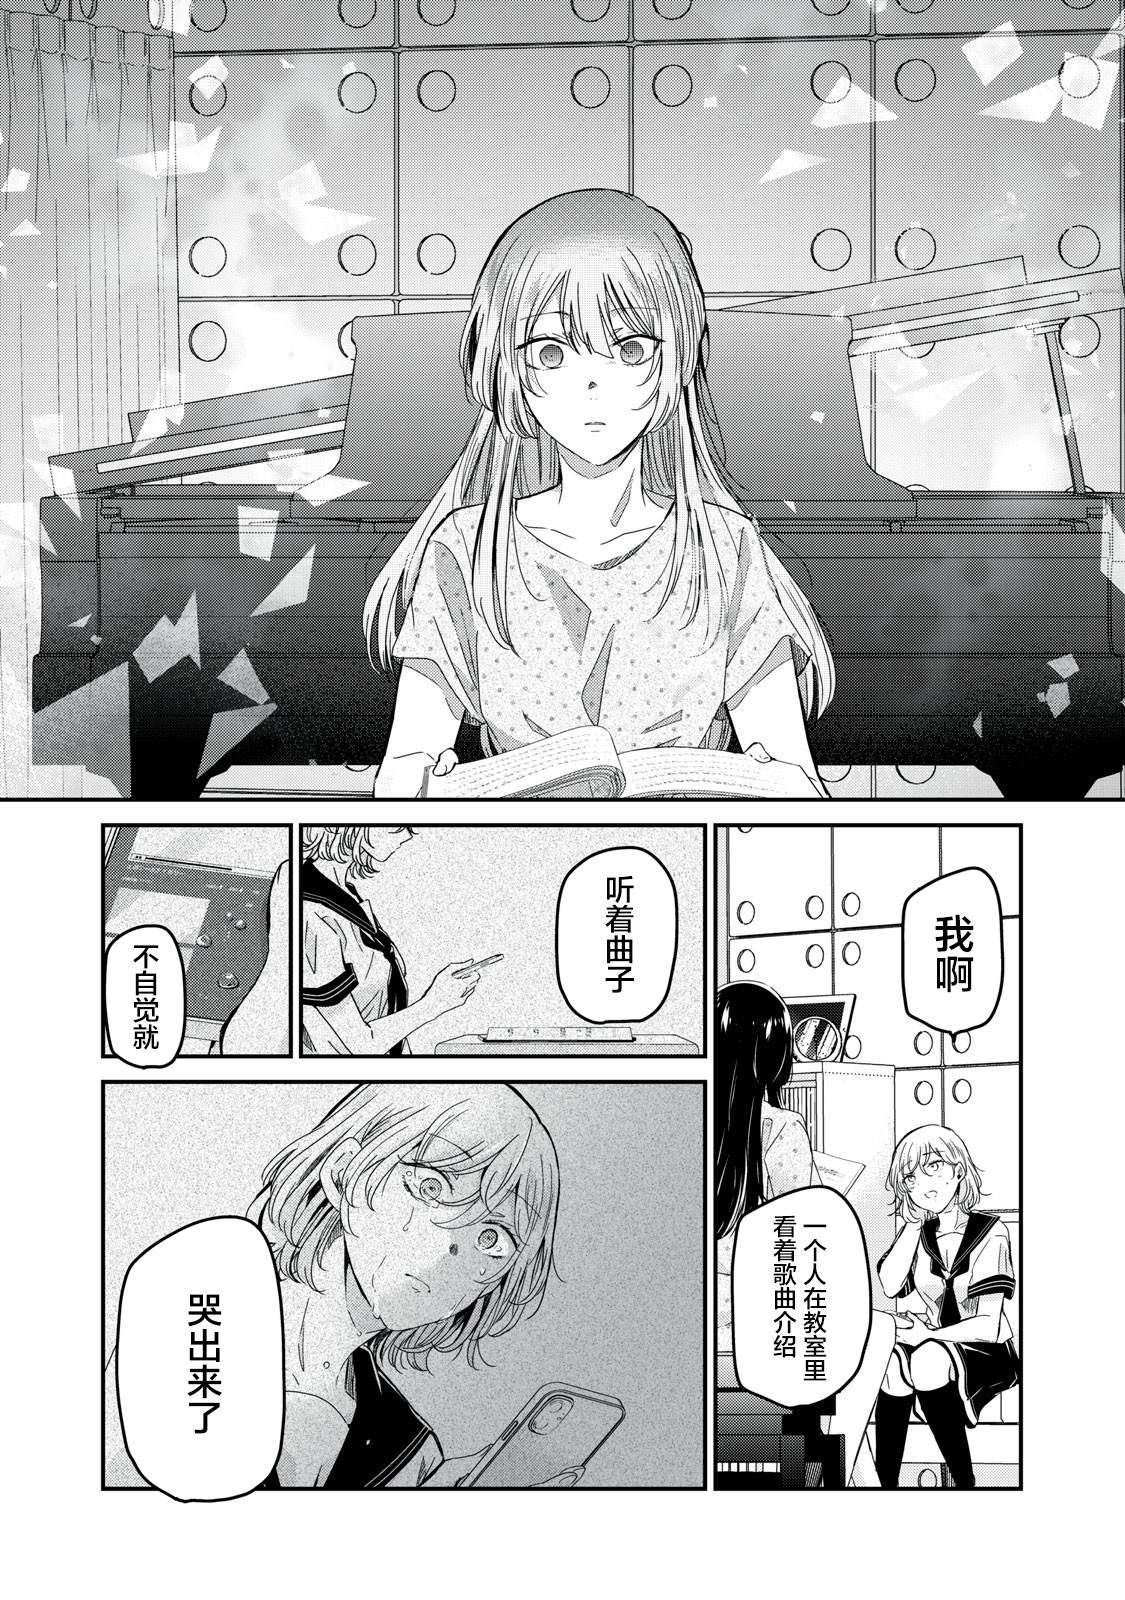 我啊
一个人在教室里
看着歌曲介绍
听着曲子
不自觉就
哭出来了